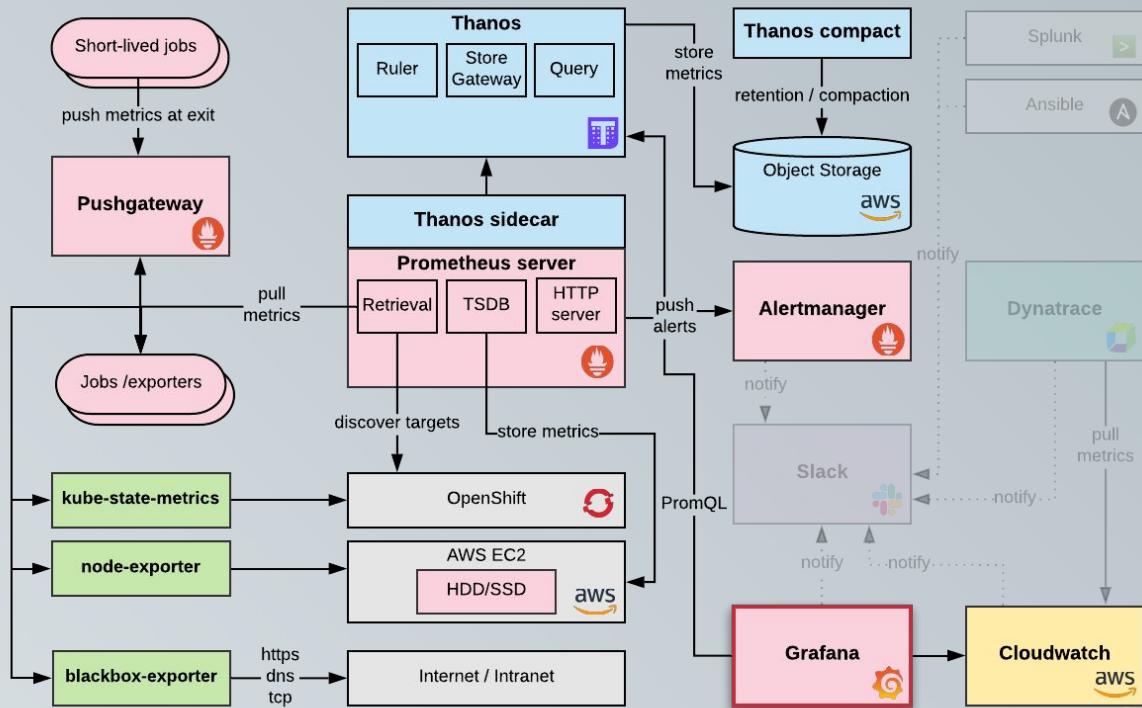 Short-lived jobs
push metrics at exit
Pushgateway
Thanos
Ruler
Store
Gateway
Query
store
metrics
Thanos compact
retention / compaction
Object Storage
aws
Splunk
Ansible
Thanos sidecar
Prometheus server
Retrieval
TSDB
HTTP
server
pull
metrics
push
alerts
Alertmanager
notify
Dynatrace
Jobs /exporters
discover targets
store metrics
notify
Slack
pull
metrics
notify
kube-state-metrics
OpenShift
PromQL
node-exporter
AWS EC2
HDD/SSD
aws
notify
notify
blackbox-exporter
https
dns
tcp
Internet / Intranet
Grafana
Cloudwatch
aws